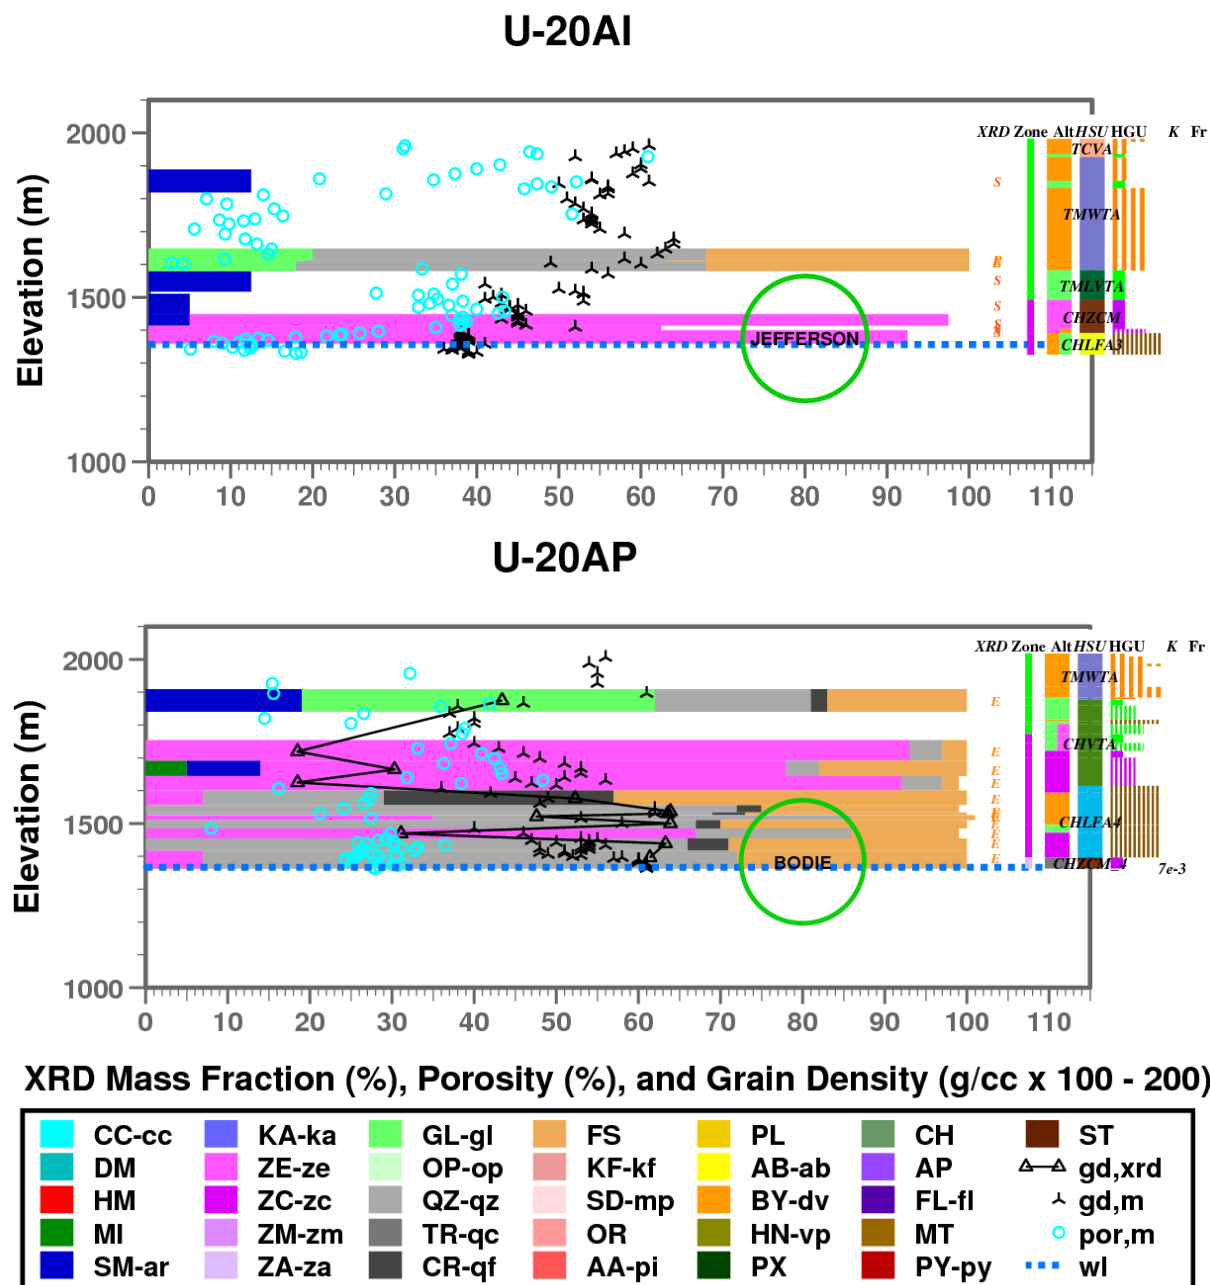 U-20AI
XRD Zone Alt HSU HGU K Fr
Elevation (m)
2000
1500
1000
TCVA
S
TMWTA
S
TMLVTA
S
CHZCM
S
JEFFERSON
CHLFA3
0 10 20 30 40 50 60 70 80 90 100 110
U-20AP
XRD Zone Alt HSU HGU K Fr
Elevation (m)
2000
1500
1000
TMWTA
E
CHVTA
E
E
E
E
CHLFA4
E
E
BODIE
CHZCM 4
7e-3
0 10 20 30 40 50 60 70 80 90 100 110
XRD Mass Fraction (%), Porosity (%), and Grain Density (g/cc x 100 - 200)
CC-cc KA-ka GL-gl FS PL CH ST
DM ZE-ze OP-op KF-kf AB-ab AP gd,xrd
HM ZC-zc QZ-qz SD-mp BY-dv FL-fl gd,m
MI ZM-zm TR-qc OR HN-vp MT por,m
SM-ar ZA-za CR-qf AA-pi PX PY-py wl